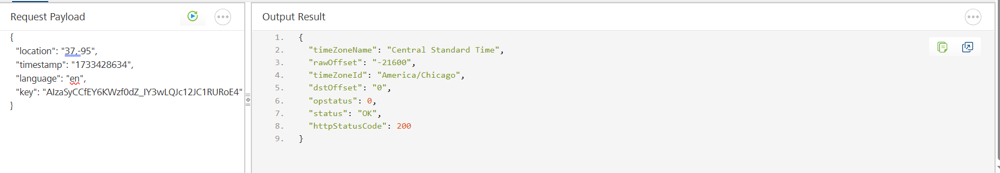 Request Payload
{
"location": "37,-95",
"timestamp": "1733428634",
"language": "en",
"key": "AIzaSyCCfEY6KWzf0dZ_IY3wLQJc12JC1RURoE4"
}
Output Result
1. {
2. "timeZoneName": "Central Standard Time",
3. "rawOffset": "-21600",
4. "timeZoneId": "America/Chicago",
5. "dstOffset": "0",
6. "opstatus": 0,
7. "status": "OK",
8. "httpStatusCode": 200
9. }